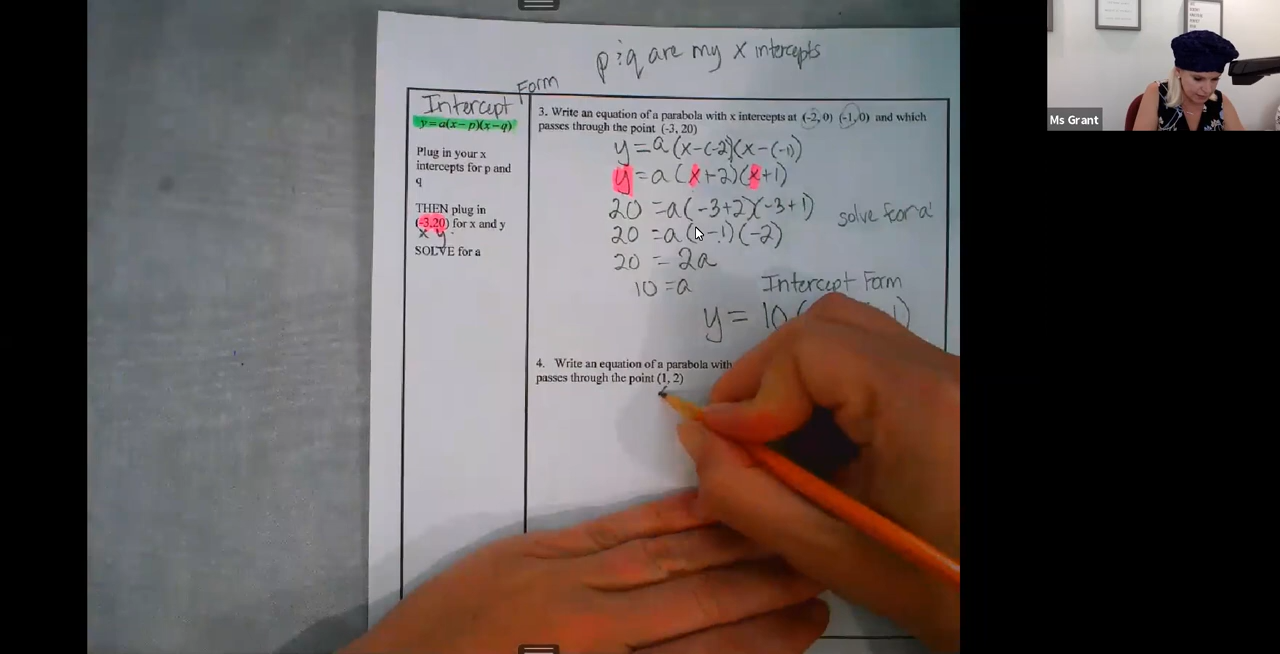 p & q are my x intercepts
Intercept Form
y = a(x − p)(x − q)
Plug in your x
intercepts for p and
q
THEN plug in
(-3,20) for x and y
x y
SOLVE for a
3. Write an equation of a parabola with x intercepts at (-2, 0) (-1,0) and which
passes through the point (-3, 20)
y = a(x-(-2)(x-(-1))
y = a(x+2)(x+1)
20 = a(-3+2)(-3+1)
solve for a!
20 = a(-1)(-2)
20 = 2a
10 = a
Intercept Form
y = 10(
4. Write an equation of a parabola with
passes through the point (1, 2)
Ms Grant